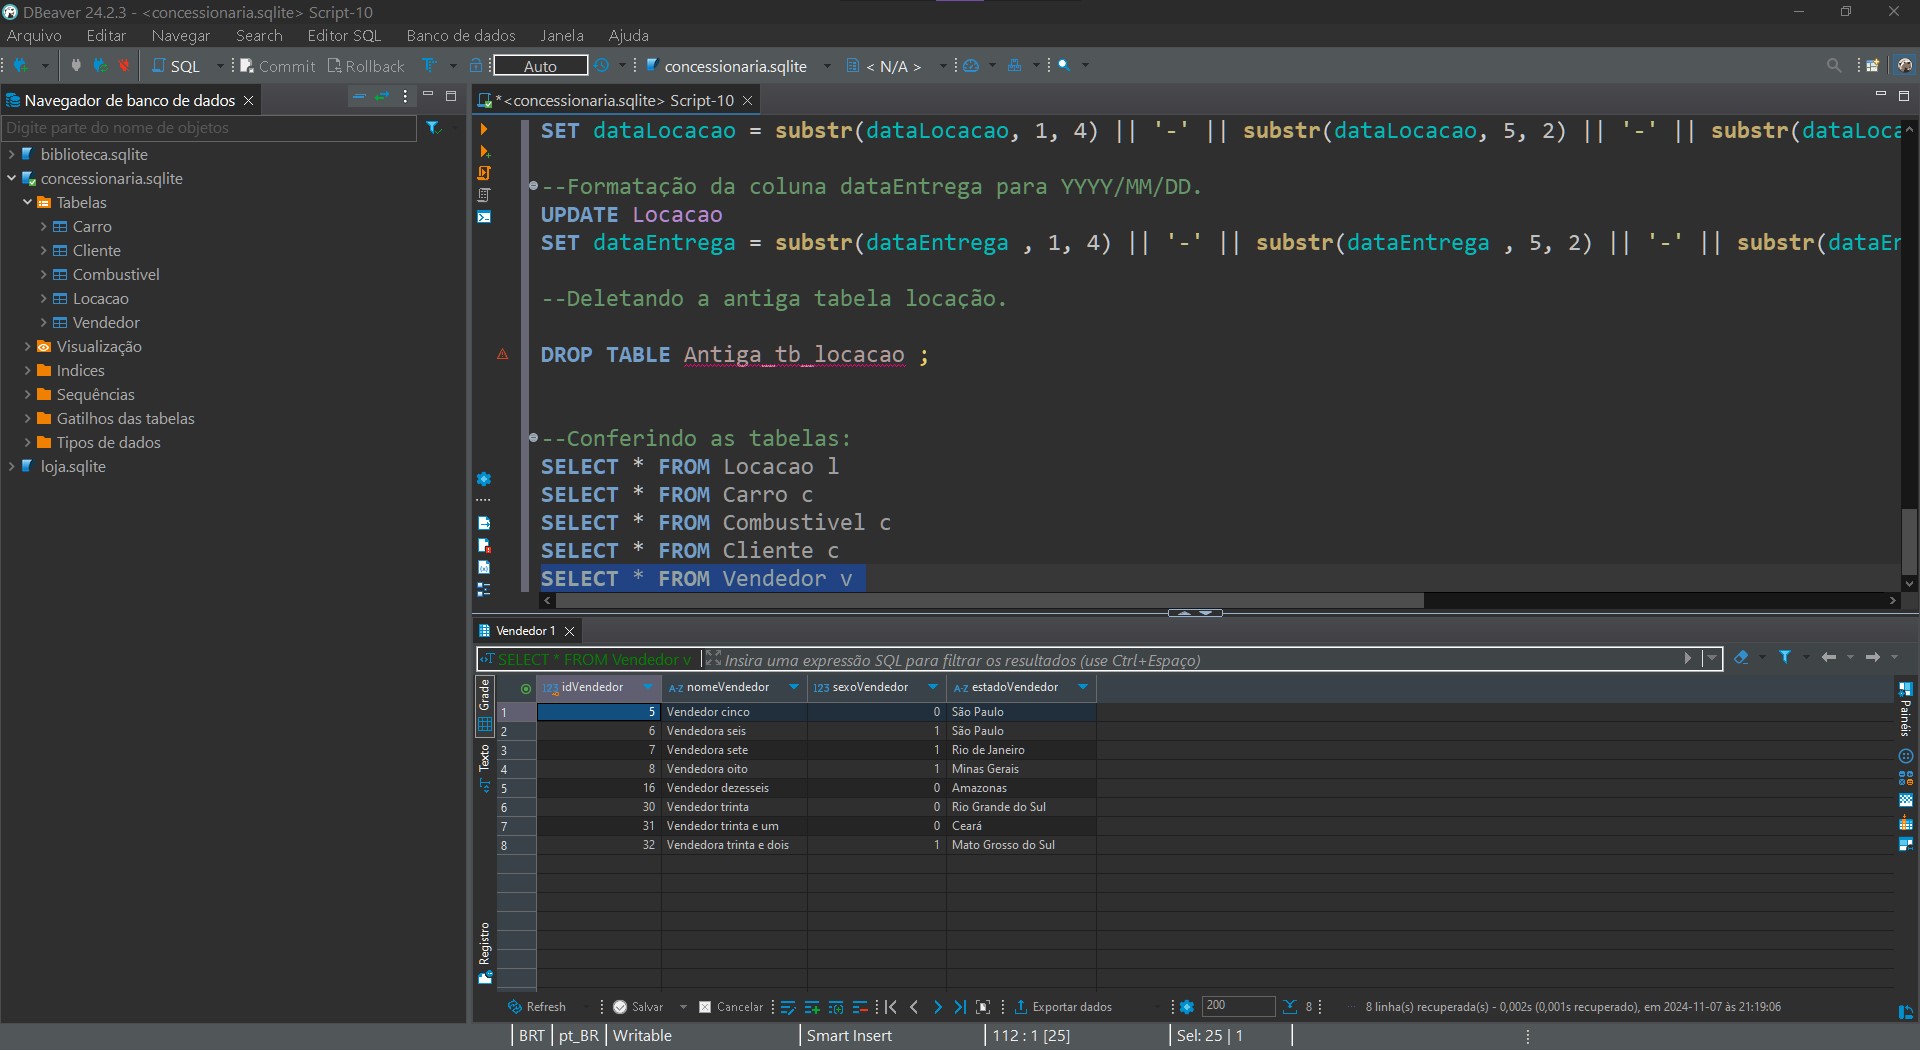 DBeaver 24.2.3 - <concessionaria.sqlite> Script-10
Arquivo Editar Navegar Search Editor SQL Banco de dados Janela Ajuda
SQL Commit Rollback Auto concessionaria.sqlite < N/A >
Navegador de banco de dados
Digite parte do nome de objetos
biblioteca.sqlite
concessionaria.sqlite
Tabelas
Carro
Cliente
Combustivel
Locacao
Vendedor
Visualização
Indices
Sequências
Gatilhos das tabelas
Tipos de dados
loja.sqlite
*<concessionaria.sqlite> Script-10
SET dataLocacao = substr(dataLocacao, 1, 4) || '-' || substr(dataLocacao, 5, 2) || '-' || substr(dataLoca
--Formatação da coluna dataEntrega para YYYY/MM/DD.
UPDATE Locacao
SET dataEntrega = substr(dataEntrega , 1, 4) || '-' || substr(dataEntrega , 5, 2) || '-' || substr(dataEr
--Deletando a antiga tabela locação.
DROP TABLE Antiga_tb_locacao ;
--Conferindo as tabelas:
SELECT * FROM Locacao l
SELECT * FROM Carro c
SELECT * FROM Combustivel c
SELECT * FROM Cliente c
SELECT * FROM Vendedor v
Vendedor 1
SELECT * FROM Vendedor v Insira uma expressão SQL para filtrar os resultados (use Ctrl+Espaço)
Grade
Texto
Registro
Painéis
123 idVendedor A-Z nomeVendedor 123 sexoVendedor A-Z estadoVendedor
1 5 Vendedor cinco 0 São Paulo
2 6 Vendedora seis 1 São Paulo
3 7 Vendedora sete 1 Rio de Janeiro
4 8 Vendedora oito 1 Minas Gerais
5 16 Vendedor dezesseis 0 Amazonas
6 30 Vendedor trinta 0 Rio Grande do Sul
7 31 Vendedor trinta e um 0 Ceará
8 32 Vendedora trinta e dois 1 Mato Grosso do Sul
Refresh Salvar Cancelar Exportar dados 200 8 8 linha(s) recuperada(s) - 0,002s (0,001s recuperado), em 2024-11-07 às 21:19:06
BRT pt_BR Writable Smart Insert 112 : 1 [25] Sel: 25 | 1